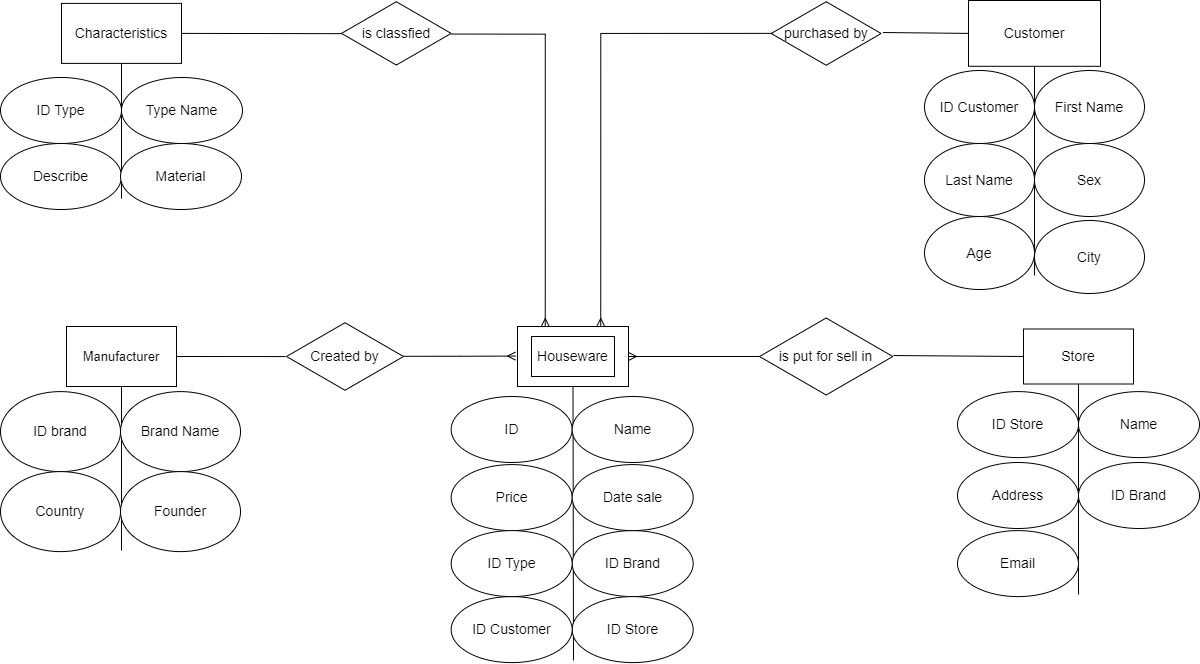 Characteristics
is classfied
purchased by
Customer
ID Type
Type Name
Describe
Material
ID Customer
First Name
Last Name
Sex
Age
City
Manufacturer
Created by
Houseware
is put for sell in
Store
ID brand
Brand Name
Country
Founder
ID
Name
Price
Date sale
ID Type
ID Brand
ID Customer
ID Store
ID Store
Name
Address
ID Brand
Email